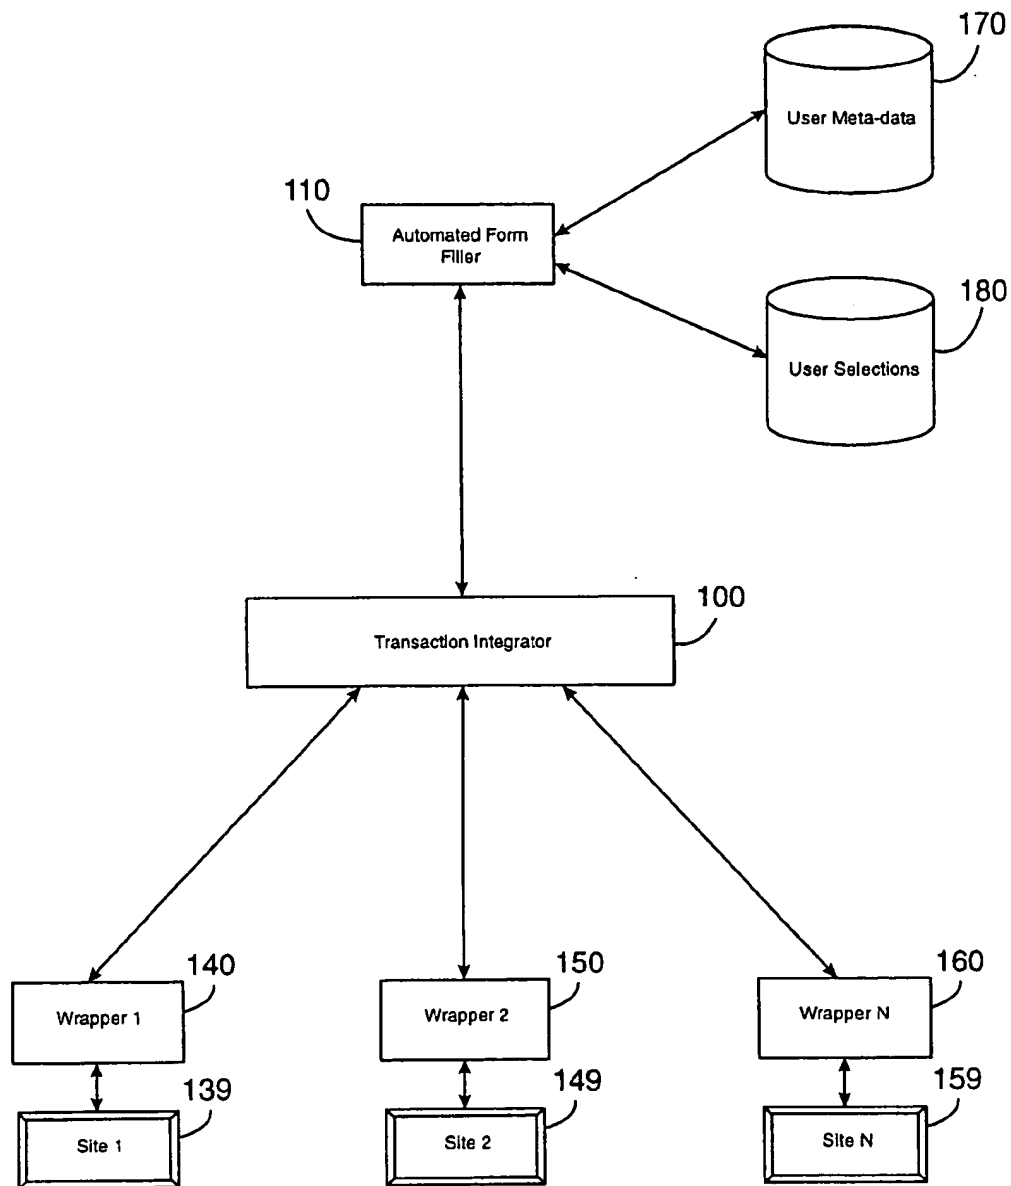 170
User Meta-data
110
Automated Form
Filler
180
User Selections
100
Transaction Integrator
140
Wrapper 1
150
Wrapper 2
160
Wrapper N
139
Site 1
149
Site 2
159
Site N